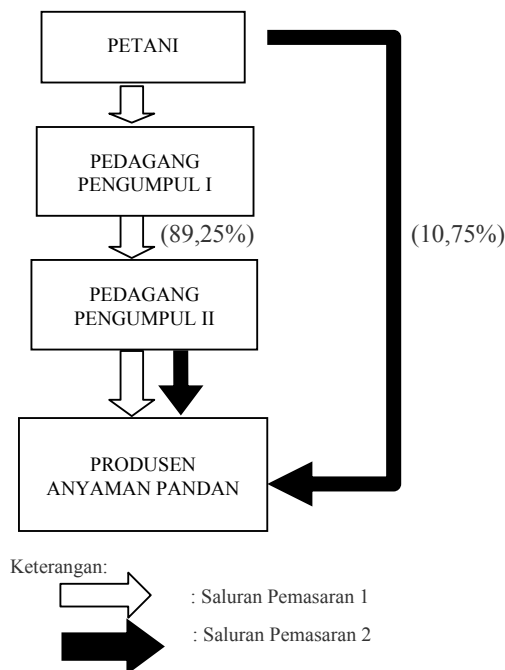 PETANI
PEDAGANG
PENGUMPUL I
(89,25%)
(10,75%)
PEDAGANG
PENGUMPUL II
PRODUSEN
ANYAMAN PANDAN
Keterangan:
: Saluran Pemasaran 1
: Saluran Pemasaran 2